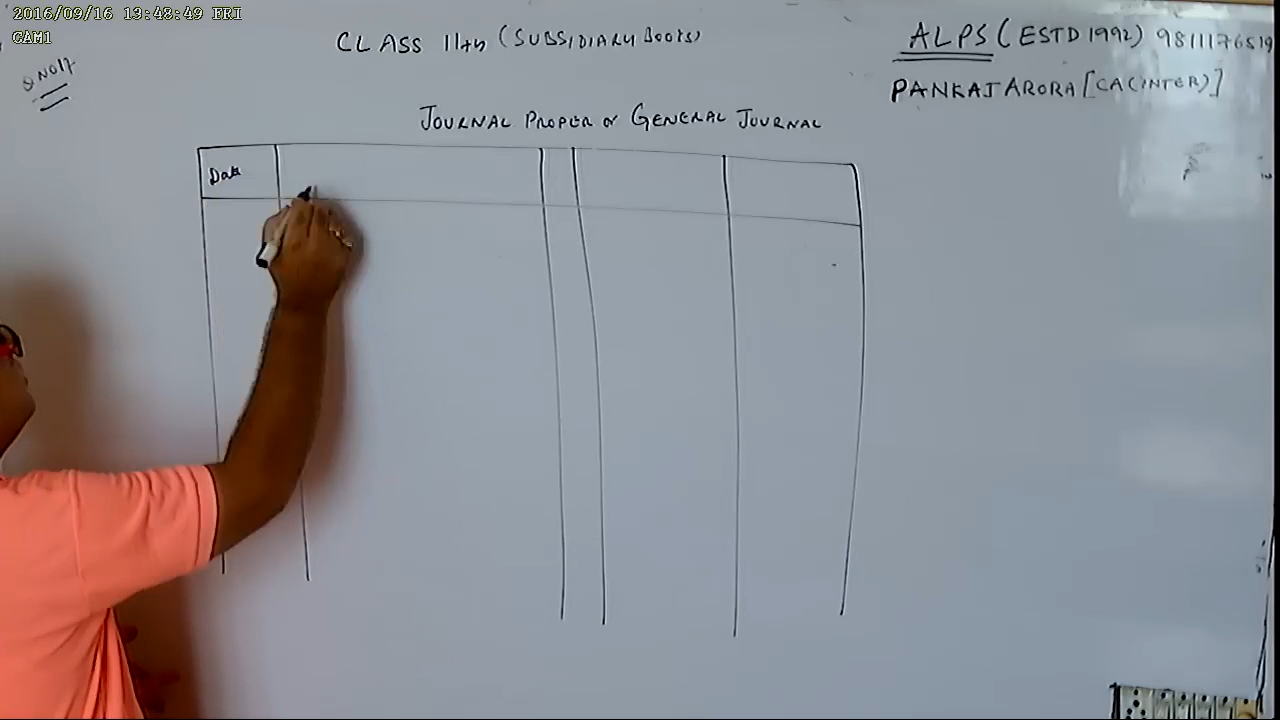 2016/09/16 19:48:49 FRI
CAM1
CLASS 11th (SUBSIDIARY BOOKS)
ALPS (ESTD 1992) 9811176519
PANKAJ ARORA [CA(INTER)]
Q NO17
JOURNAL PROPER or GENERAL JOURNAL
Date